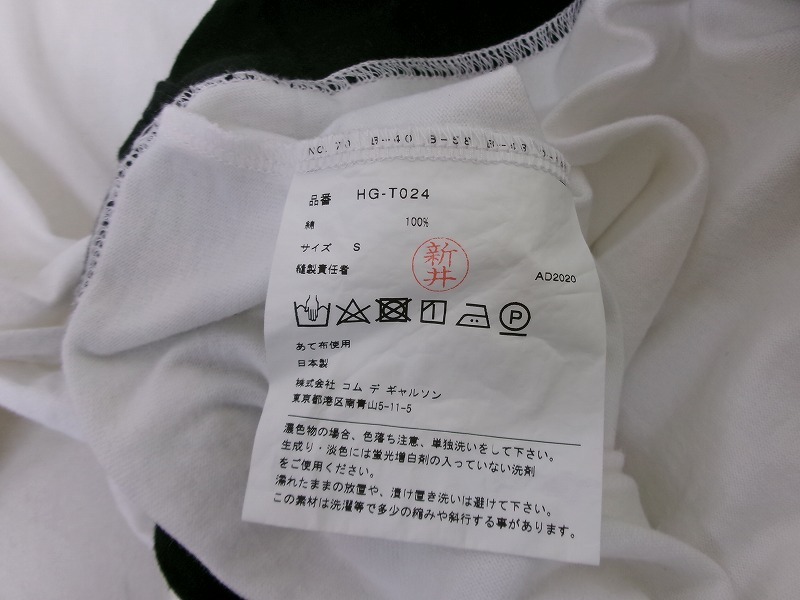 NO. 70 B-40 B-58 B-49
品番 HG-T024
綿 100%
サイズ S
縫製責任者 新井 AD2020
P
あて布使用
日本製
株式会社 コム デ ギャルソン
東京都港区南青山5-11-5
濃色物の場合、色落ち注意、単独洗いをして下さい。
生成り・淡色には蛍光増白剤の入っていない洗剤
をご使用ください。
濡れたままの放置や、漬け置き洗いは避けて下さい。
この素材は洗濯等で多少の縮みや斜行する事があります。